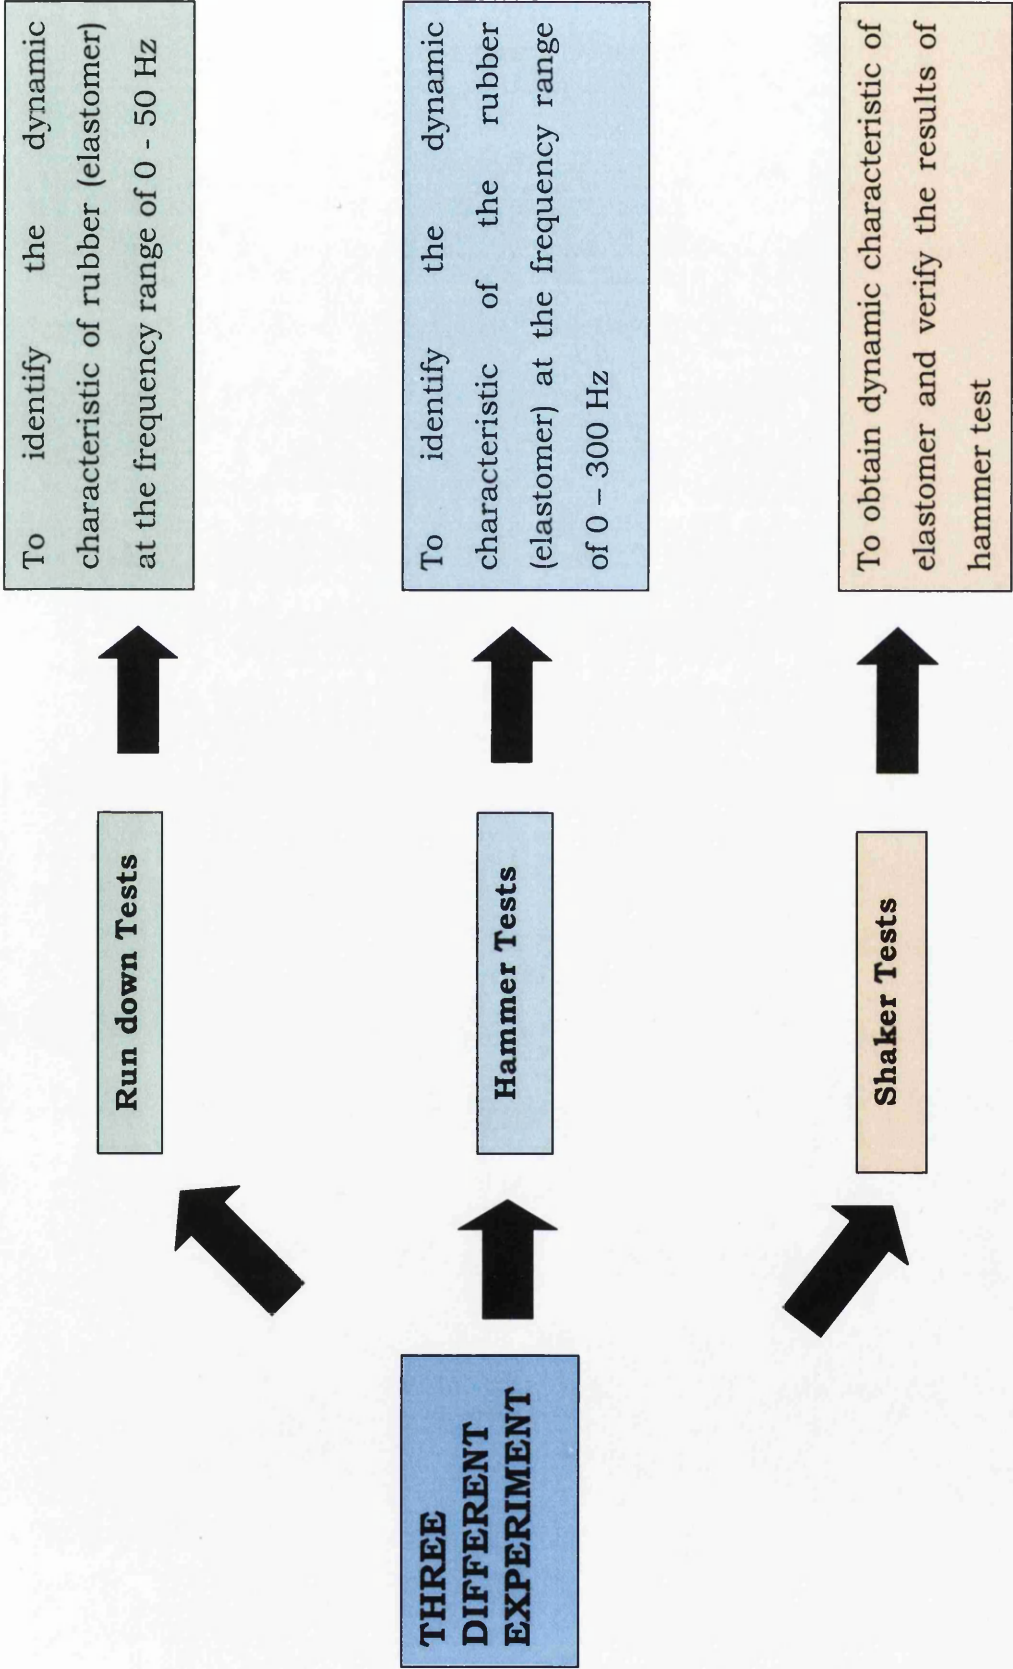 THREE
DIFFERENT
EXPERIMENT
Run down Tests
To identify the dynamic
characteristic of rubber (elastomer)
at the frequency range of 0 - 50 Hz
Hammer Tests
To identify the dynamic
characteristic of the rubber
(elastomer) at the frequency range
of 0 – 300 Hz
Shaker Tests
To obtain dynamic characteristic of
elastomer and verify the results of
hammer test